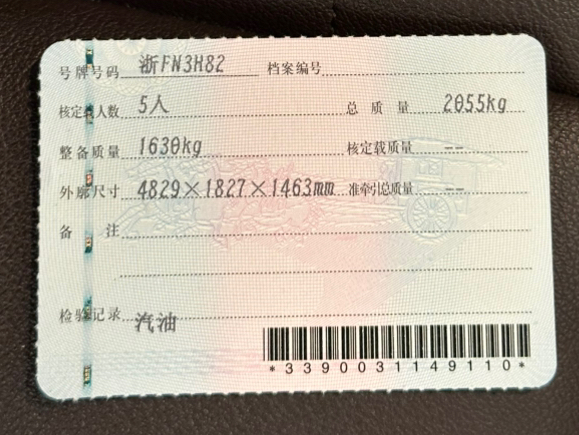 号牌号码 浙FN3H82 档案编号
核定载人数 5人 总质量 2055kg
整备质量 1630kg 核定载质量 --
外廓尺寸 4829×1827×1463mm 准牵引总质量 --
备注
检验记录 汽油
*3390031149110*